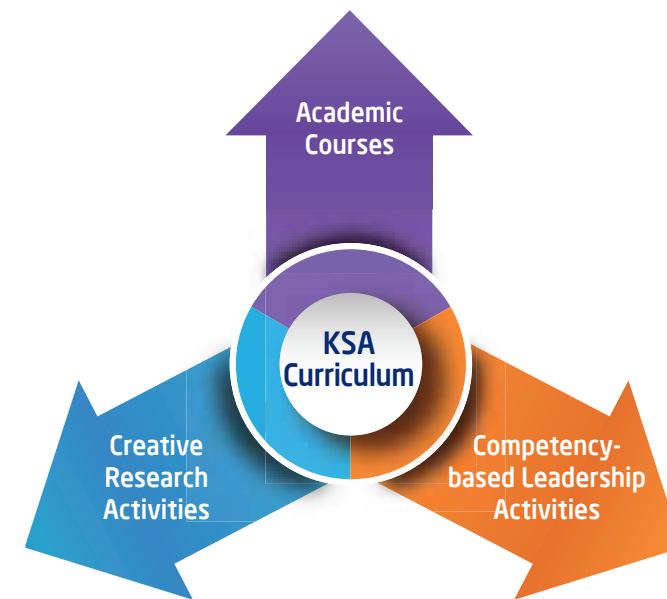 Academic
Courses
KSA
Curriculum
Creative
Research
Activities
Competency-
based Leadership
Activities